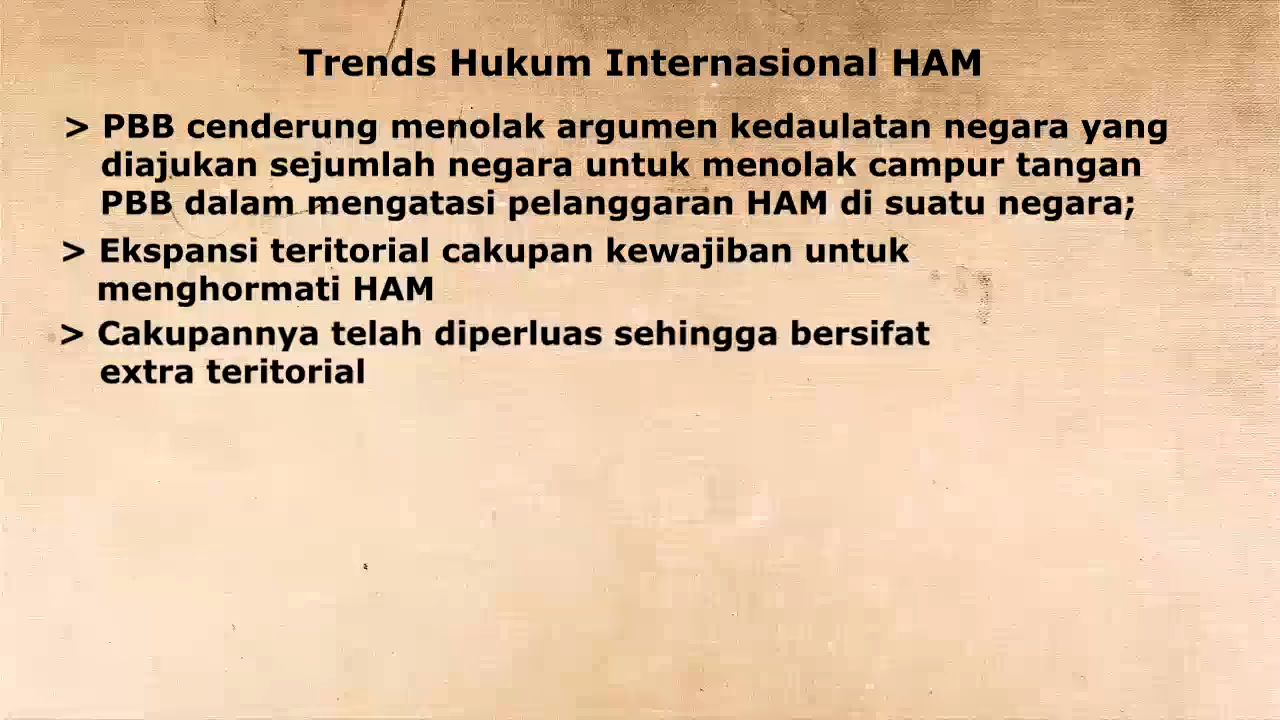 Trends Hukum Internasional HAM
> PBB cenderung menolak argumen kedaulatan negara yang
diajukan sejumlah negara untuk menolak campur tangan
PBB dalam mengatasi pelanggaran HAM di suatu negara;
> Ekspansi teritorial cakupan kewajiban untuk
menghormati HAM
> Cakupannya telah diperluas sehingga bersifat
extra teritorial